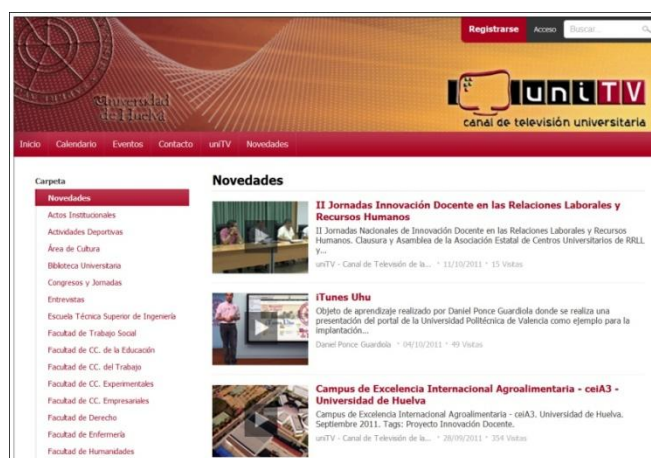 Registrarse Acceso Buscar...
Universidad
de Huelva
uniTV
canal de televisión universitaria
Inicio Calendario Eventos Contacto uniTV Novedades
Carpeta
Novedades
Actos Institucionales
Actividades Deportivas
Área de Cultura
Biblioteca Universitaria
Congresos y Jornadas
Entrevistas
Escuela Técnica Superior de Ingeniería
Facultad de Trabajo Social
Facultad de CC. de la Educación
Facultad de CC. del Trabajo
Facultad de CC. Experimentales
Facultad de CC. Empresariales
Facultad de Derecho
Facultad de Enfermería
Facultad de Humanidades
Novedades
II Jornadas Innovación Docente en las Relaciones Laborales y
Recursos Humanos
II Jornadas Nacionales de Innovación Docente en las Relaciones Laborales y Recursos
Humanos. Clausura y Asamblea de la Asociación Estatal de Centros Universitarios de RRLL
y...
uniTV - Canal de Televisión de la... * 11/10/2011 * 15 Visitas
iTunes Uhu
Objeto de aprendizaje realizado por Daniel Ponce Guardiola donde se realiza una
presentación del portal de la Universidad Politécnica de Valencia como ejemplo para la
implantación...
Daniel Ponce Guardiola * 04/10/2011 * 49 Visitas
Campus de Excelencia Internacional Agroalimentaria - ceiA3 -
Universidad de Huelva
Campus de Excelencia Internacional Agroalimentaria - ceiA3. Universidad de Huelva.
Septiembre 2011. Tags: Proyecto Innovación Docente.
uniTV - Canal de Televisión de la... * 28/09/2011 * 354 Visitas